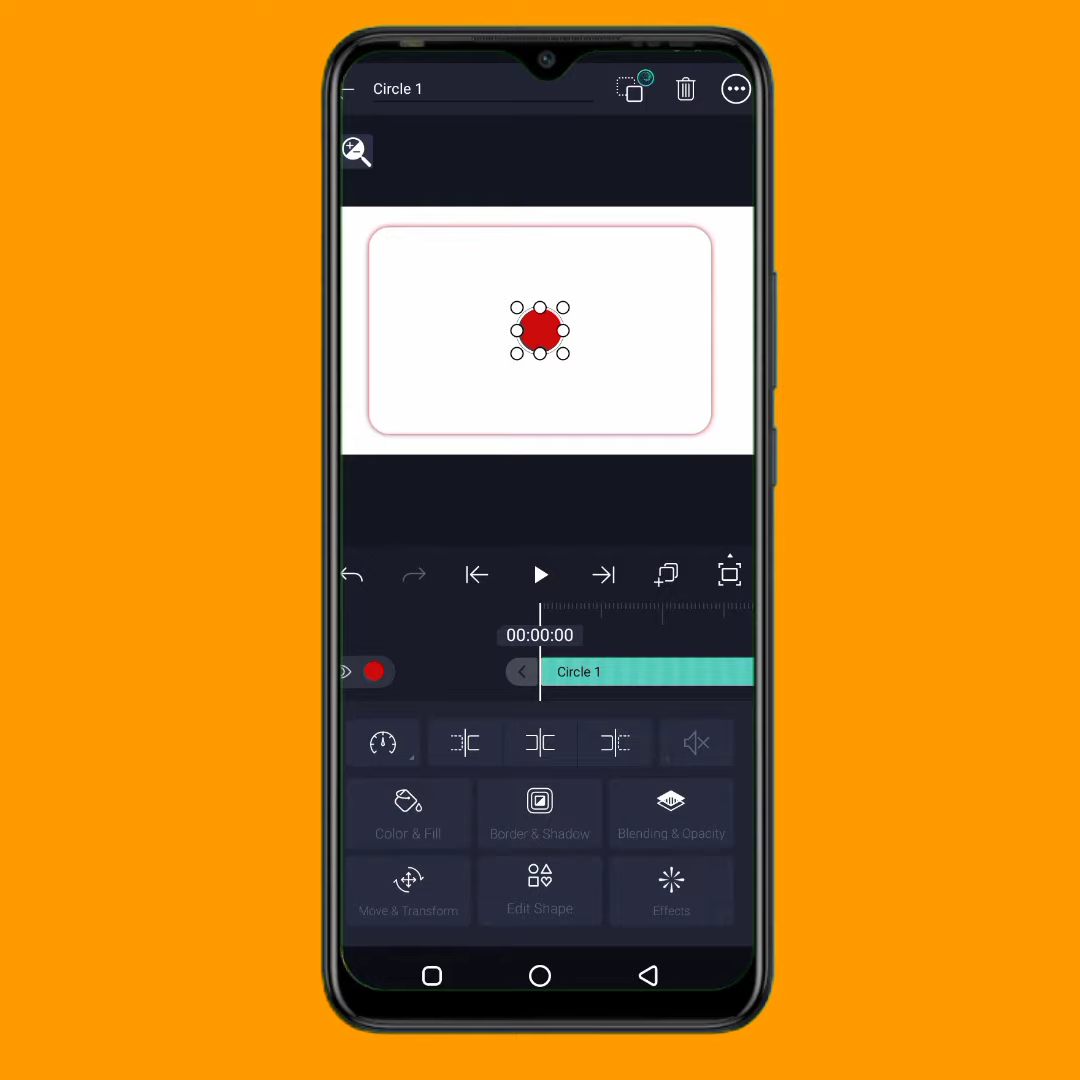 Circle 1
00:00:00
Circle 1
Color & Fill
Border & Shadow
Blending & Opacity
Move & Transform
Edit Shape
Effects